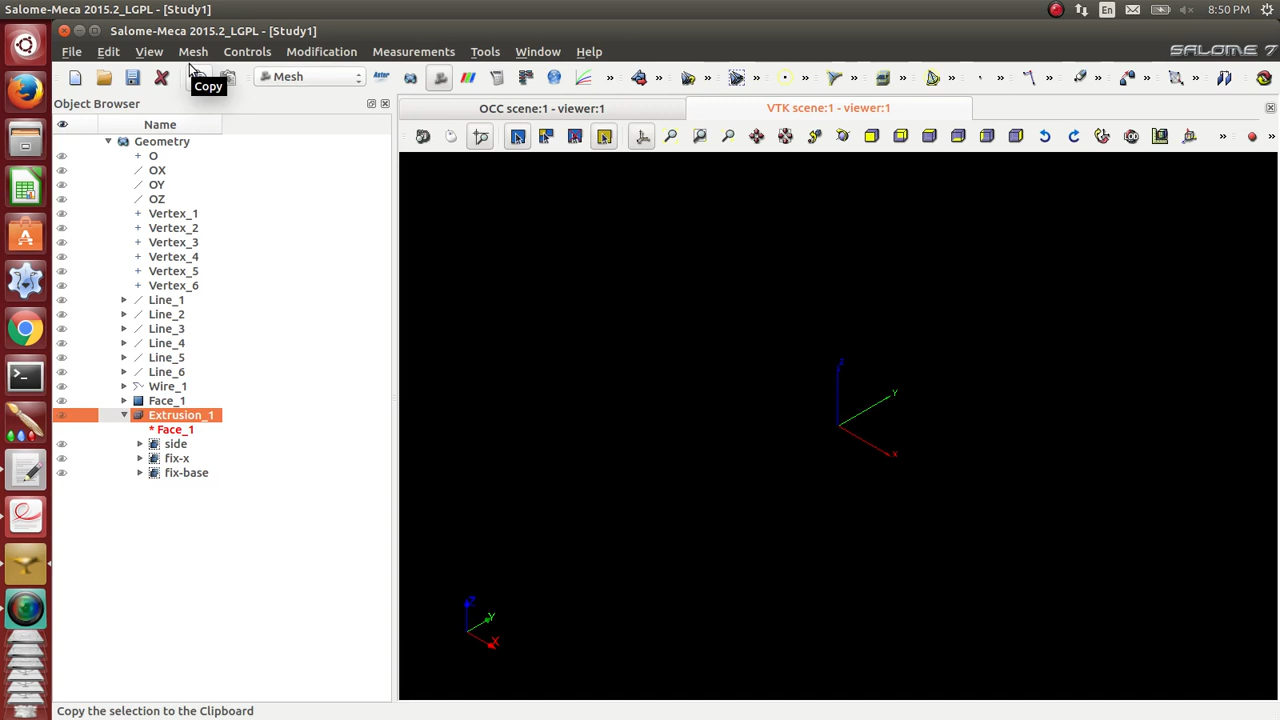 Salome-Meca 2015.2_LGPL - [Study1]
En
8:50 PM
Salome-Meca 2015.2_LGPL - [Study1]
File Edit View Mesh Controls Modification Measurements Tools Window Help
SALOME 7
Mesh
Aster
Copy
Object Browser
OCC scene:1 - viewer:1
VTK scene:1 - viewer:1
Name
Geometry
O
OX
OY
OZ
Vertex_1
Vertex_2
Vertex_3
Vertex_4
Vertex_5
Vertex_6
Line_1
Line_2
Line_3
Line_4
Line_5
Line_6
Wire_1
Face_1
Extrusion_1
* Face_1
side
fix-x
fix-base
Z
Y
X
Z
Y
X
Copy the selection to the Clipboard